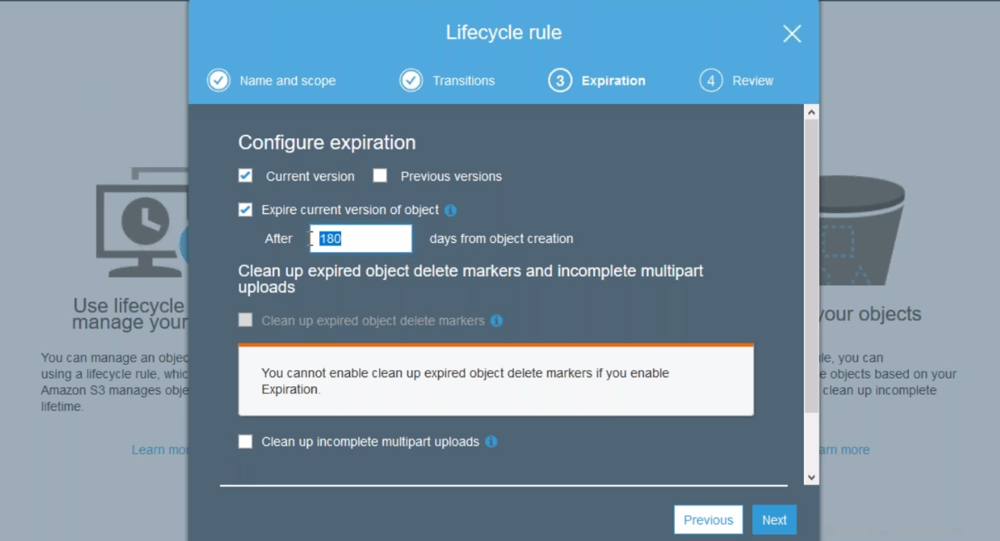 Lifecycle rule
Name and scope
Transitions
3 Expiration
4 Review
Configure expiration
Current version
Previous versions
Expire current version of object
After 180 days from object creation
Clean up expired object delete markers and incomplete multipart
uploads
Clean up expired object delete markers
You cannot enable clean up expired object delete markers if you enable
Expiration.
Clean up incomplete multipart uploads
Previous
Next
Use lifecycle
manage your
You can manage an objec
using a lifecycle rule, whic
Amazon S3 manages obje
lifetime.
Learn mo
your objects
le, you can
e objects based on your
clean up incomplete
arn more